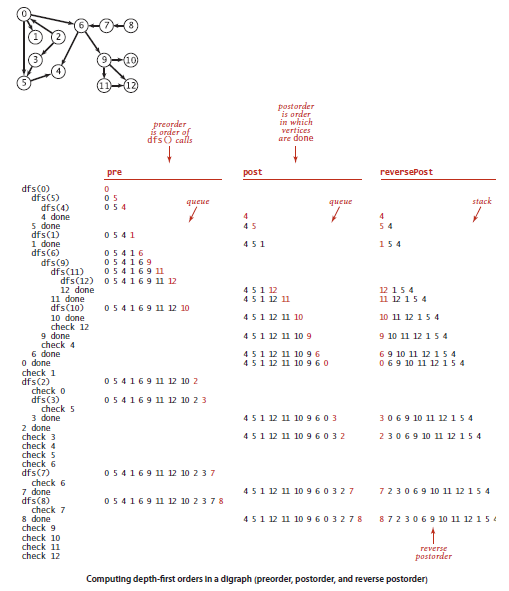 0
6
7
8
1
2
3
9
10
4
5
11
12
postorder
is order
in which
vertices
are done
preorder
is order of
dfs() calls
pre
post
reversePost
queue
queue
stack
dfs(0) 0
dfs(5) 0 5
dfs(4) 0 5 4
4 done 4 4
5 done 4 5 5 4
dfs(1) 0 5 4 1
1 done 4 5 1 1 5 4
dfs(6) 0 5 4 1 6
dfs(9) 0 5 4 1 6 9
dfs(11) 0 5 4 1 6 9 11
dfs(12) 0 5 4 1 6 9 11 12
12 done 4 5 1 12 12 1 5 4
11 done 4 5 1 12 11 11 12 1 5 4
dfs(10) 0 5 4 1 6 9 11 12 10
10 done 4 5 1 12 11 10 10 11 12 1 5 4
check 12
9 done 4 5 1 12 11 10 9 9 10 11 12 1 5 4
check 4
6 done 4 5 1 12 11 10 9 6 6 9 10 11 12 1 5 4
0 done 4 5 1 12 11 10 9 6 0 0 6 9 10 11 12 1 5 4
check 1
dfs(2) 0 5 4 1 6 9 11 12 10 2
check 0
dfs(3) 0 5 4 1 6 9 11 12 10 2 3
check 5
3 done 4 5 1 12 11 10 9 6 0 3 3 0 6 9 10 11 12 1 5 4
2 done
check 3 4 5 1 12 11 10 9 6 0 3 2 2 3 0 6 9 10 11 12 1 5 4
check 4
check 5
check 6
dfs(7) 0 5 4 1 6 9 11 12 10 2 3 7
check 6
7 done 4 5 1 12 11 10 9 6 0 3 2 7 7 2 3 0 6 9 10 11 12 1 5 4
dfs(8) 0 5 4 1 6 9 11 12 10 2 3 7 8
check 7
8 done 4 5 1 12 11 10 9 6 0 3 2 7 8 8 7 2 3 0 6 9 10 11 12 1 5 4
check 9
check 10
check 11
check 12
reverse
postorder
Computing depth-first orders in a digraph (preorder, postorder, and reverse postorder)